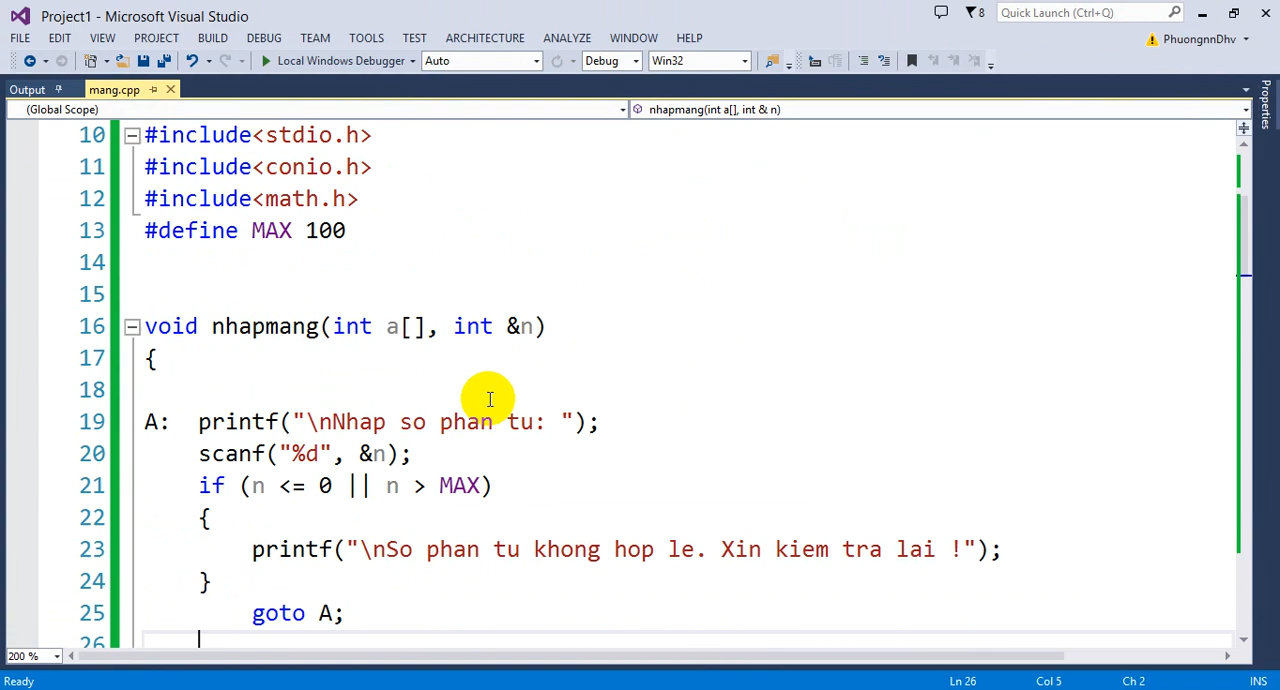 Project1 - Microsoft Visual Studio
8
Quick Launch (Ctrl+Q)
FILE EDIT VIEW PROJECT BUILD DEBUG TEAM TOOLS TEST ARCHITECTURE ANALYZE WINDOW HELP
PhuongnnDhv
Local Windows Debugger Auto Debug Win32
Output mang.cpp
(Global Scope) nhapmang(int a[], int & n)
Properties
10 #include<stdio.h>
11 #include<conio.h>
12 #include<math.h>
13 #define MAX 100
14
15
16 void nhapmang(int a[], int &n)
17 {
18
19 A: printf("\nNhap so phan tu: ");
20 scanf("%d", &n);
21 if (n <= 0 || n > MAX)
22 {
23 printf("\nSo phan tu khong hop le. Xin kiem tra lai !");
24 }
25 goto A;
26
200 %
Ready Ln 26 Col 5 Ch 2 INS